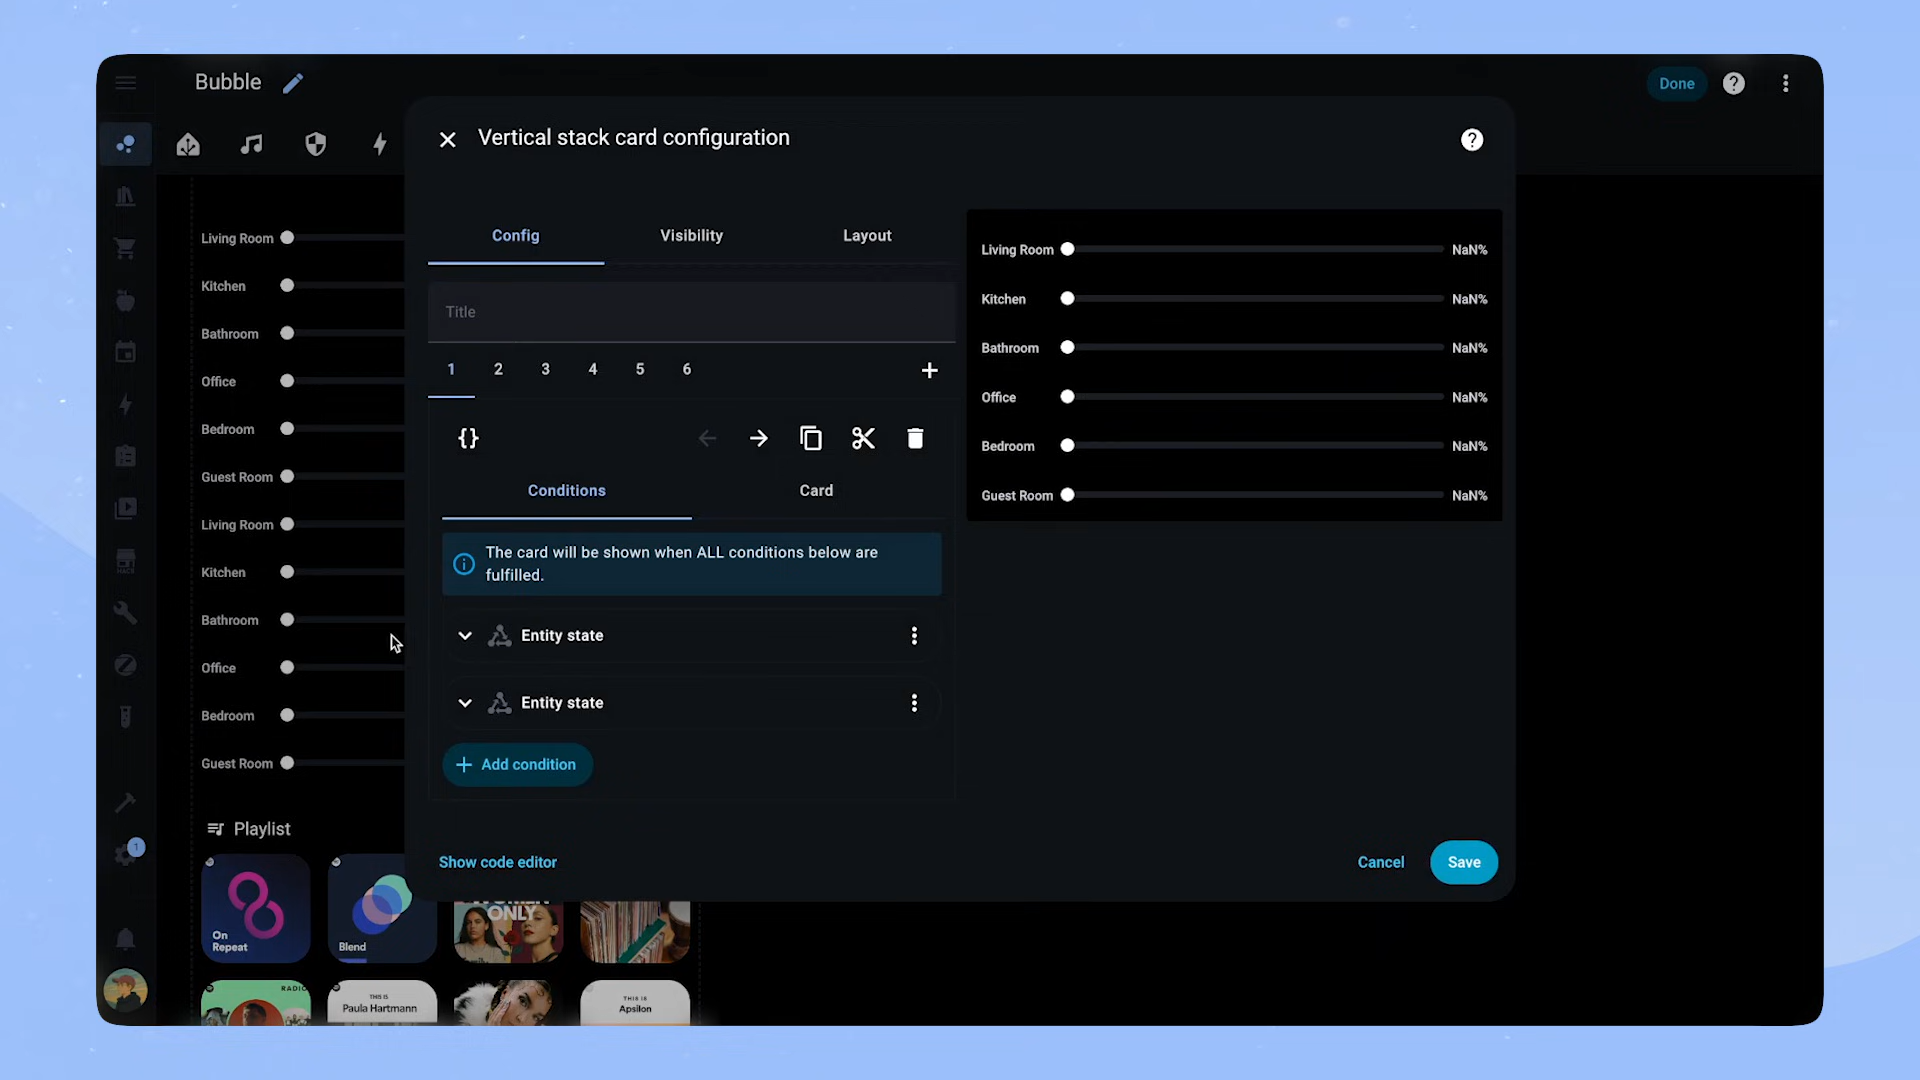 Bubble
Done
Vertical stack card configuration
Config
Visibility
Layout
Title
1
2
3
4
5
6
Conditions
Card
The card will be shown when ALL conditions below are
fulfilled.
Entity state
Entity state
Add condition
Show code editor
Cancel
Save
Living Room NaN%
Kitchen NaN%
Bathroom NaN%
Office NaN%
Bedroom NaN%
Guest Room NaN%
Living Room
Kitchen
Bathroom
Office
Bedroom
Guest Room
Living Room
Kitchen
Bathroom
Office
Bedroom
Guest Room
Playlist
On
Repeat
Blend
ONLY
RADIO
THIS IS
Paula Hartmann
THIS IS
Apsilon
HACS
1